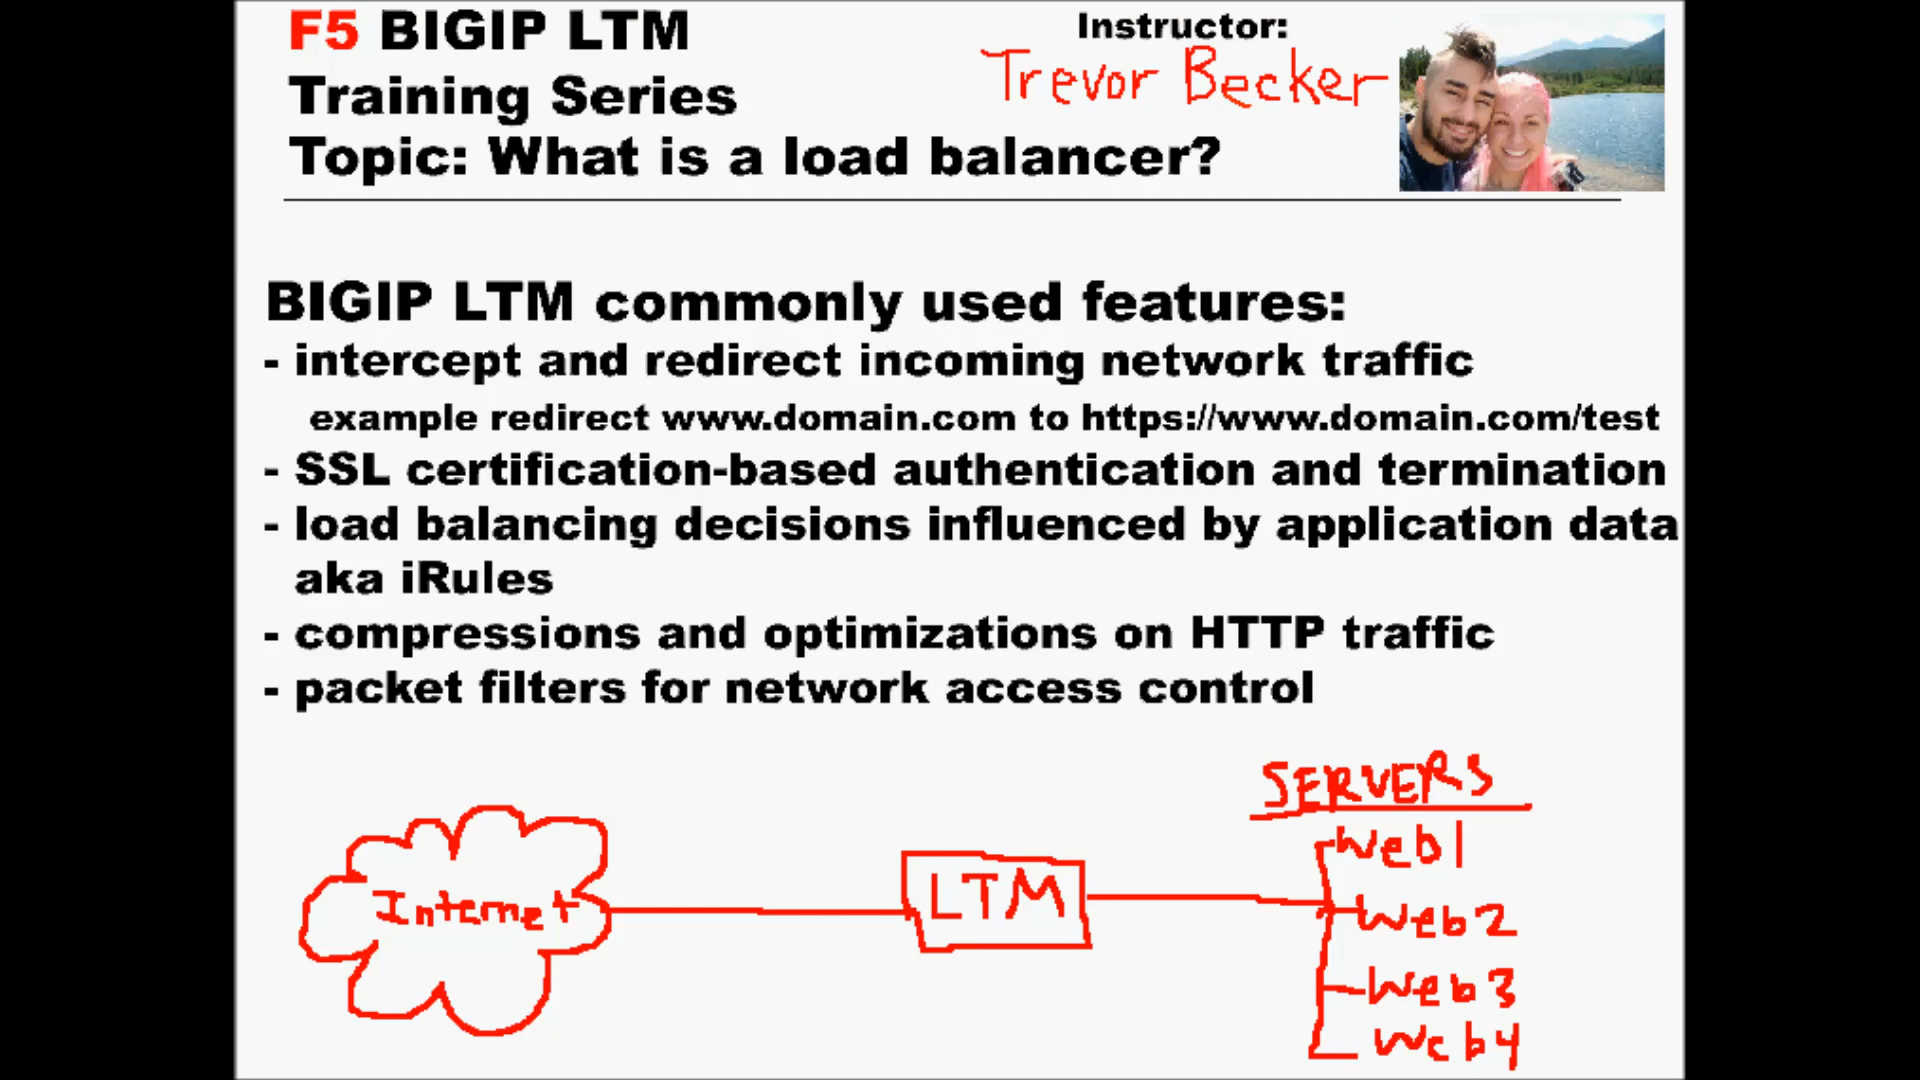 F5 BIGIP LTM
Training Series
Topic: What is a load balancer?
Instructor:
Trevor Becker
BIGIP LTM commonly used features:
- intercept and redirect incoming network traffic
example redirect www.domain.com to https://www.domain.com/test
- SSL certification-based authentication and termination
- load balancing decisions influenced by application data
aka iRules
- compressions and optimizations on HTTP traffic
- packet filters for network access control
SERVERS
Web1
Internet
LTM
Web2
Web3
Web4